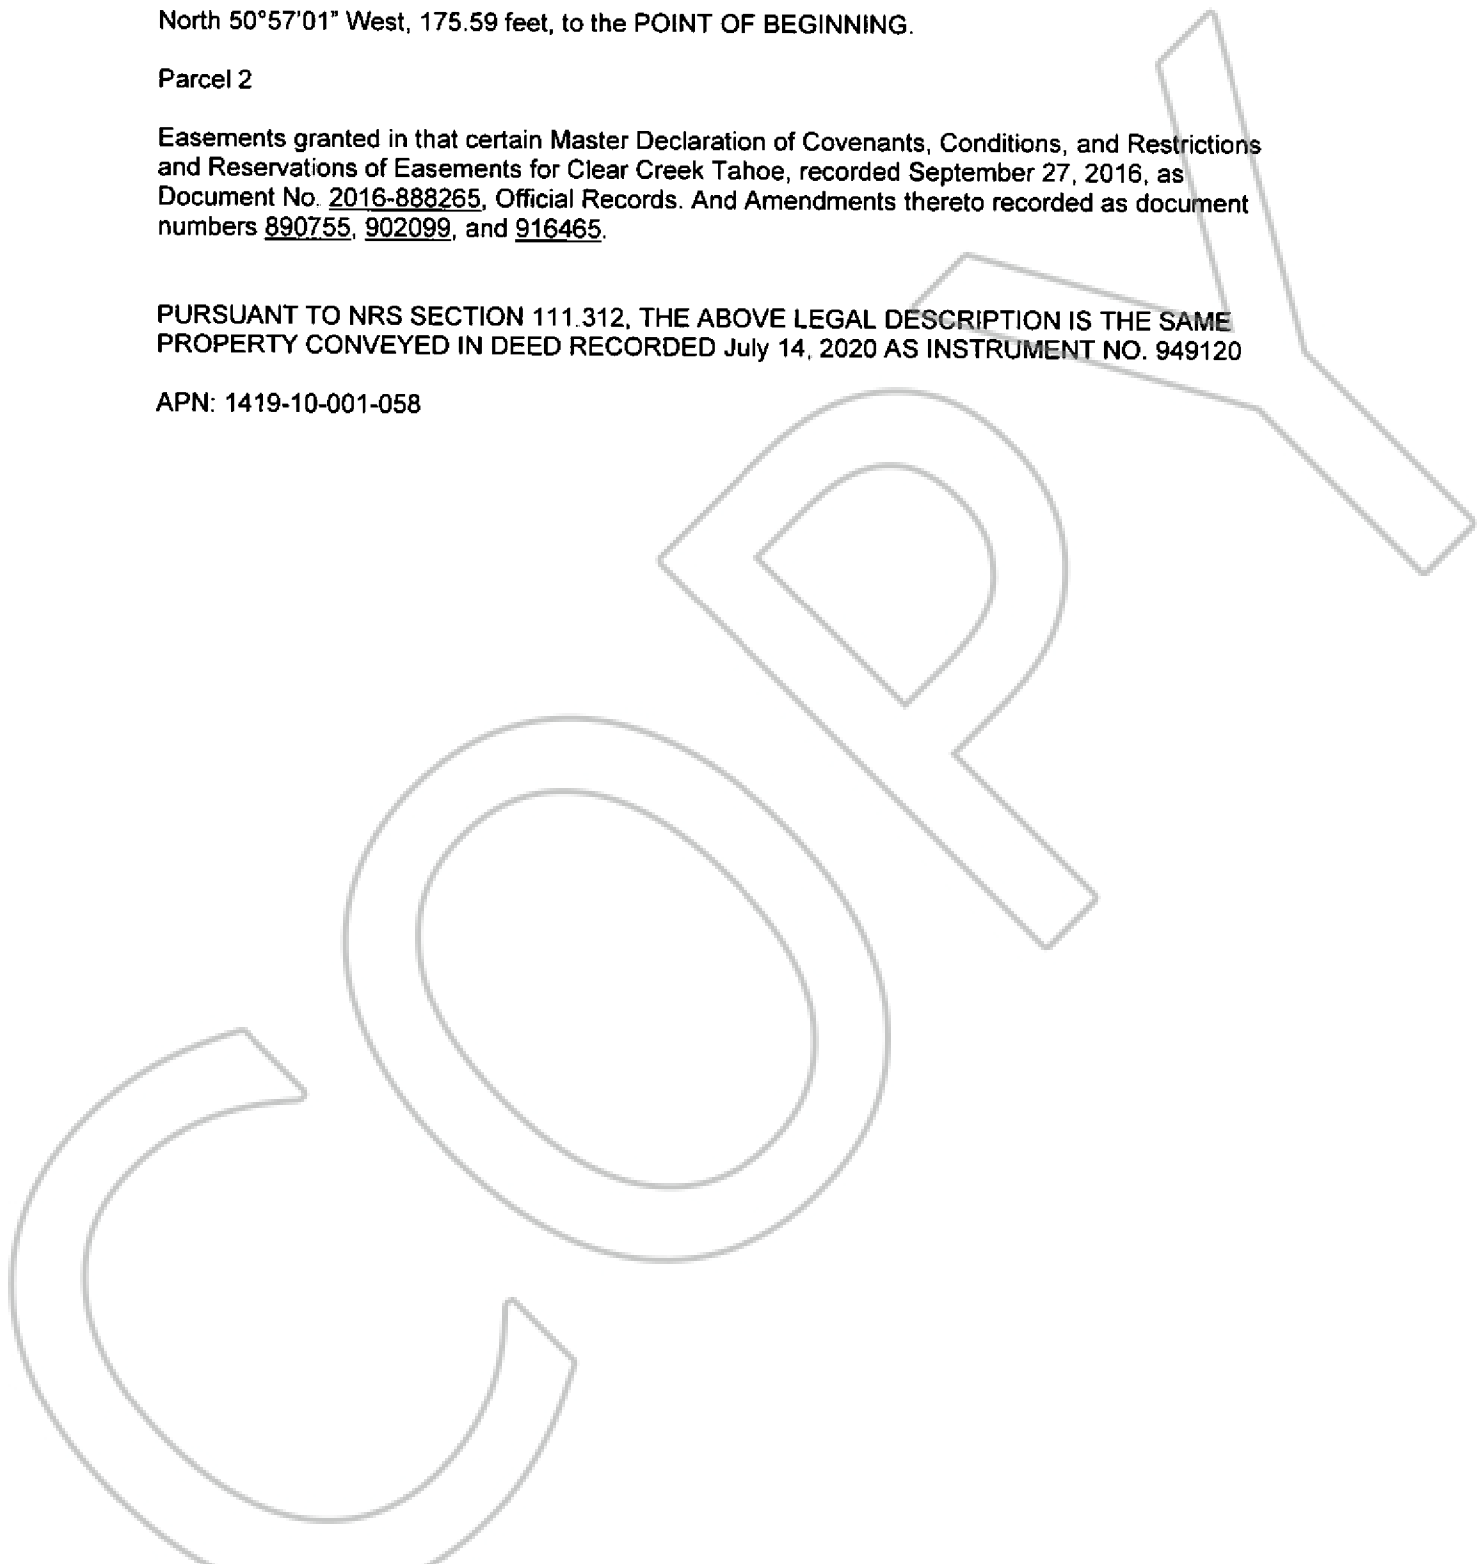 North 50°57'01" West, 175.59 feet, to the POINT OF BEGINNING.
Parcel 2
Easements granted in that certain Master Declaration of Covenants, Conditions, and Restrictions
and Reservations of Easements for Clear Creek Tahoe, recorded September 27, 2016, as
Document No. 2016-888265, Official Records. And Amendments thereto recorded as document
numbers 890755, 902099, and 916465.
PURSUANT TO NRS SECTION 111.312, THE ABOVE LEGAL DESCRIPTION IS THE SAME
PROPERTY CONVEYED IN DEED RECORDED July 14, 2020 AS INSTRUMENT NO. 949120
APN: 1419-10-001-058
COPY